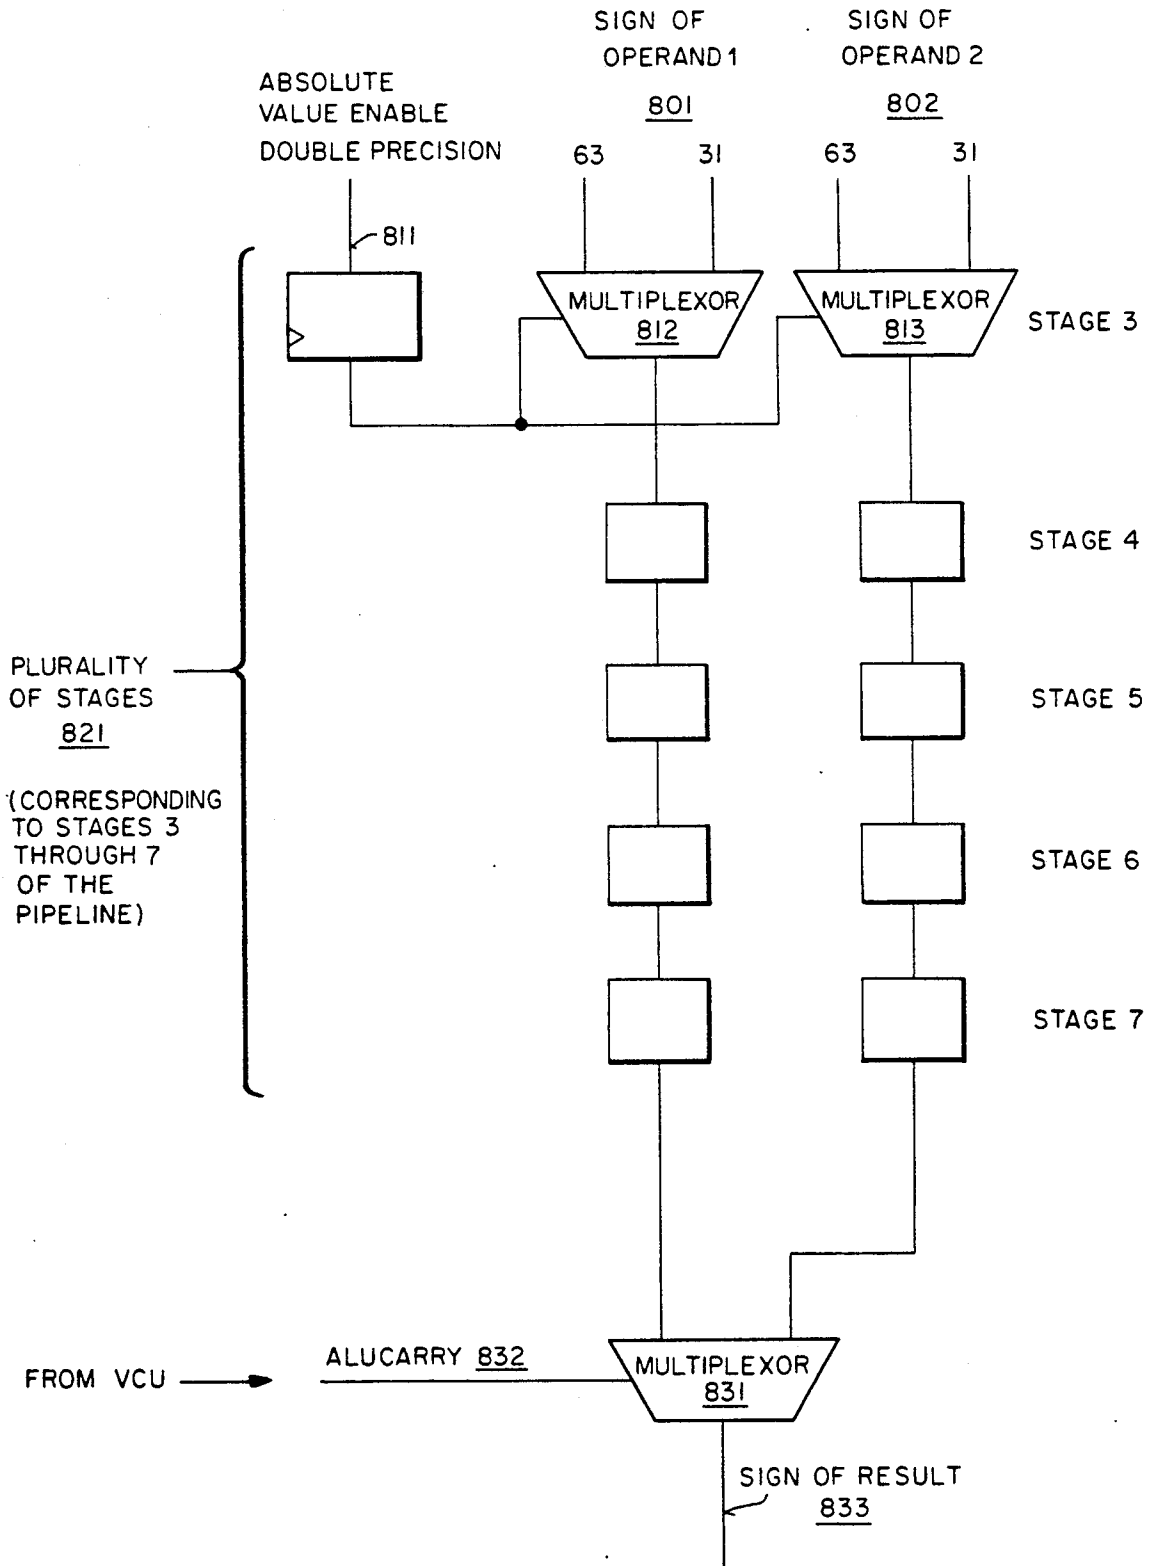 SIGN OF
OPERAND 1
801
SIGN OF
OPERAND 2
802
ABSOLUTE
VALUE ENABLE
DOUBLE PRECISION
63
31
63
31
811
MULTIPLEXOR
812
MULTIPLEXOR
813
STAGE 3
STAGE 4
PLURALITY
OF STAGES
821
(CORRESPONDING
TO STAGES 3
THROUGH 7
OF THE
PIPELINE)
STAGE 5
STAGE 6
STAGE 7
FROM VCU
ALUCARRY 832
MULTIPLEXOR
831
SIGN OF RESULT
833